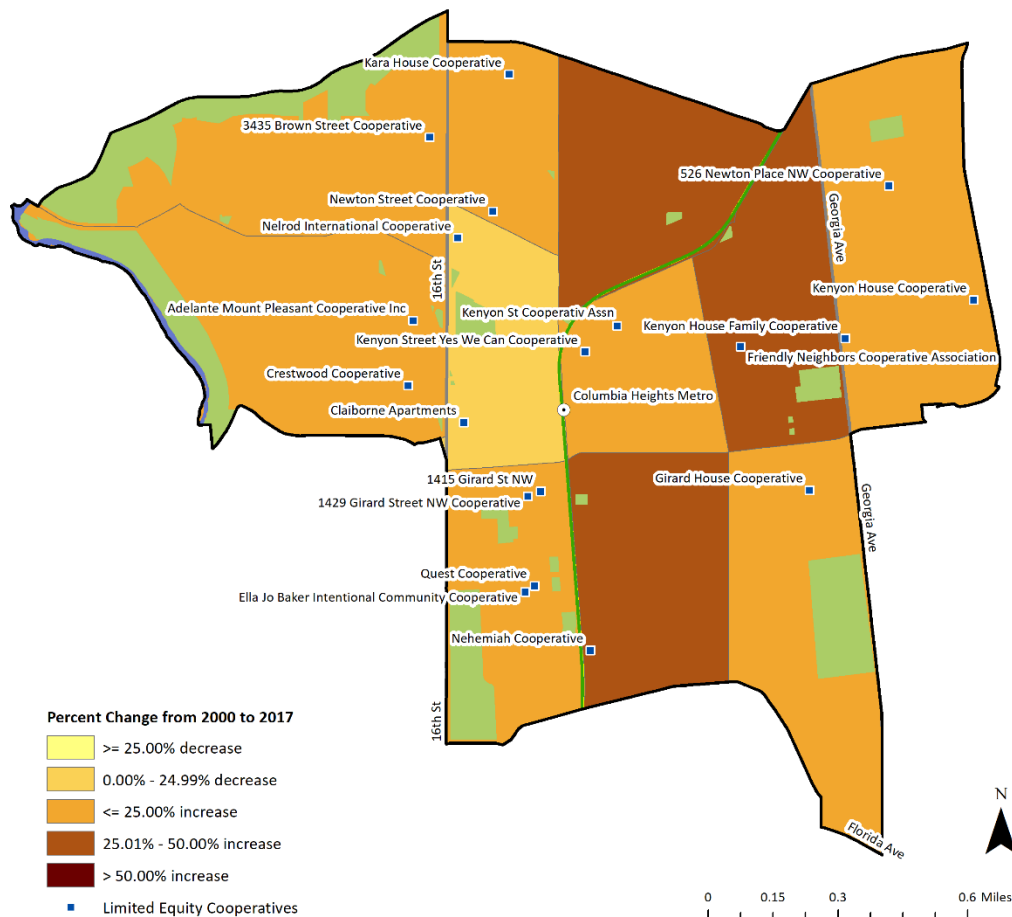 Kara House Cooperative
3435 Brown Street Cooperative
526 Newton Place NW Cooperative
Newton Street Cooperative
Nelrod International Cooperative
Georgia Ave
16th St
Kenyon House Cooperative
Adelante Mount Pleasant Cooperative Inc
Kenyon St Cooperativ Assn
Kenyon House Family Cooperative
Kenyon Street Yes We Can Cooperative
Friendly Neighbors Cooperative Association
Crestwood Cooperative
Columbia Heights Metro
Claiborne Apartments
1415 Girard St NW
Girard House Cooperative
1429 Girard Street NW Cooperative
Georgia Ave
Quest Cooperative
Ella Jo Baker Intentional Community Cooperative
Nehemiah Cooperative
16th St
Percent Change from 2000 to 2017
>= 25.00% decrease
0.00% - 24.99% decrease
<= 25.00% increase
25.01% - 50.00% increase
> 50.00% increase
Limited Equity Cooperatives
Florida Ave
N
0 0.15 0.3 0.6 Miles